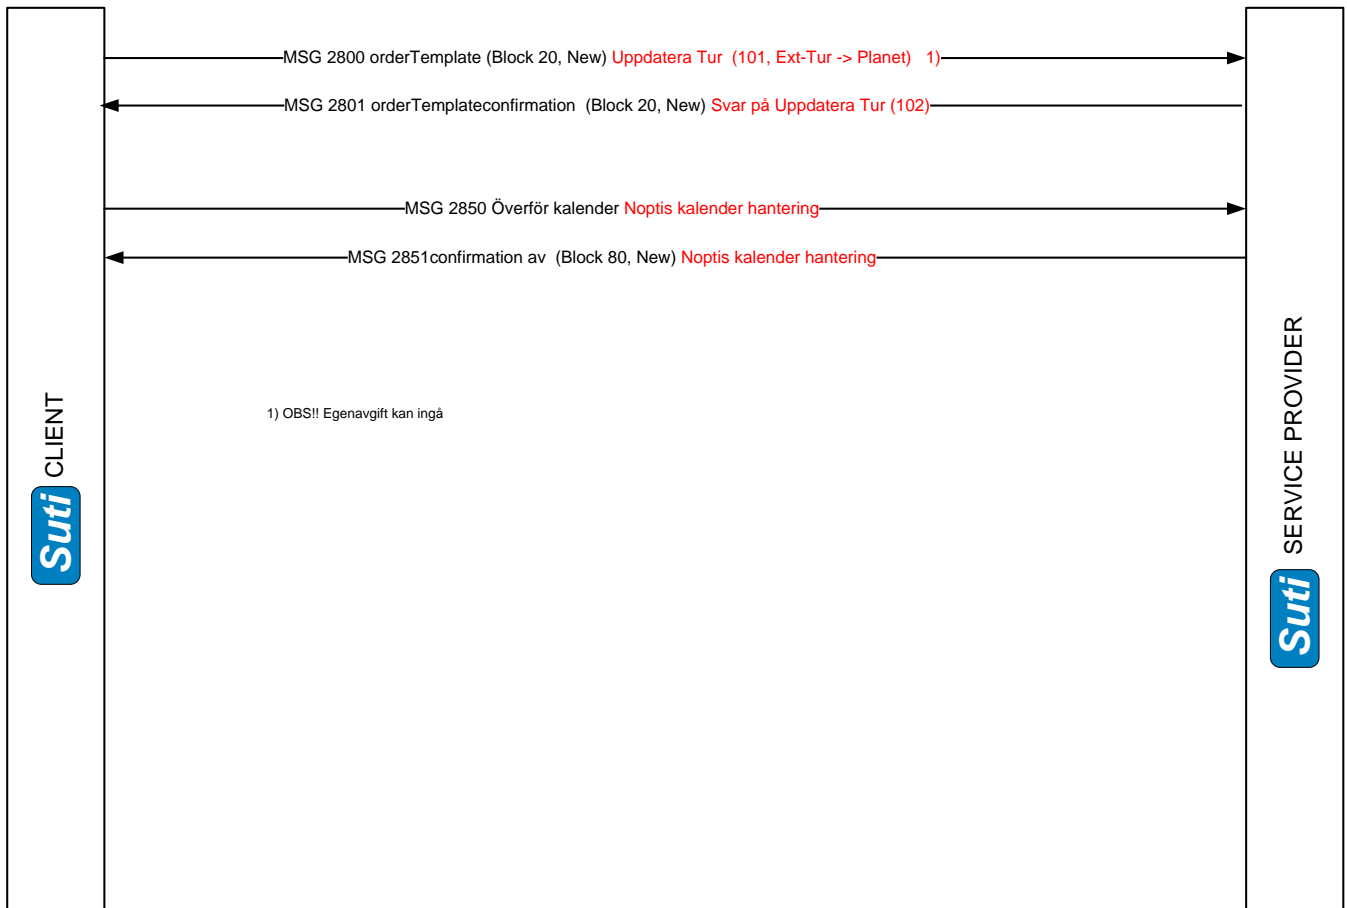 MSG 2800 orderTemplate (Block 20, New) Uppdatera Tur  (101, Ext-Tur -> Planet)   1)
MSG 2801 orderTemplateconfirmation  (Block 20, New) Svar på Uppdatera Tur (102)
MSG 2850 Överför kalender Noptis kalender hantering
MSG 2851confirmation av  (Block 80, New) Noptis kalender hantering
1) OBS!! Egenavgift kan ingå
CLIENT
Suti
SERVICE PROVIDER
Suti